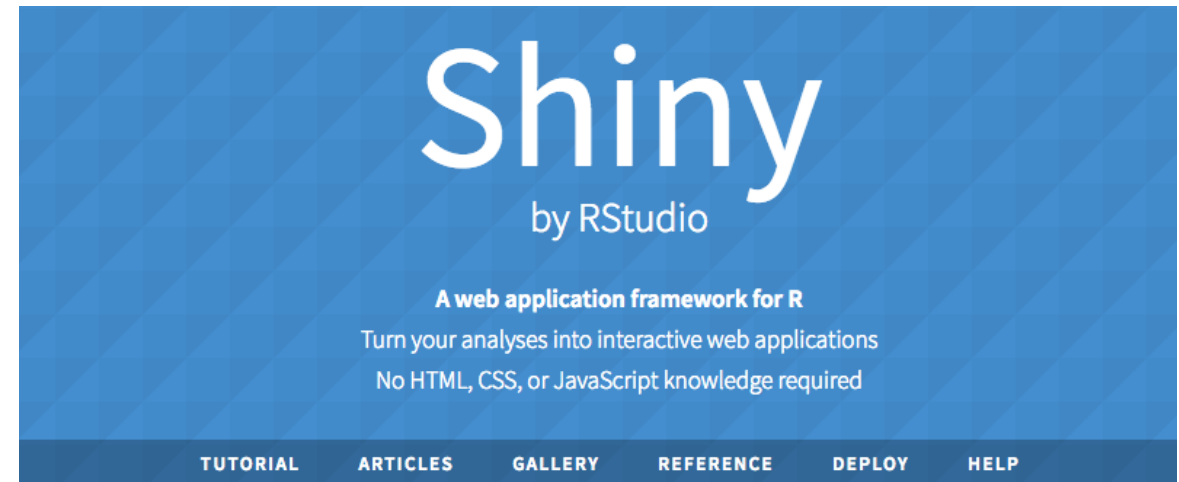 Shiny
by RStudio
A web application framework for R
Turn your analyses into interactive web applications
No HTML, CSS, or JavaScript knowledge required
TUTORIAL ARTICLES GALLERY REFERENCE DEPLOY HELP